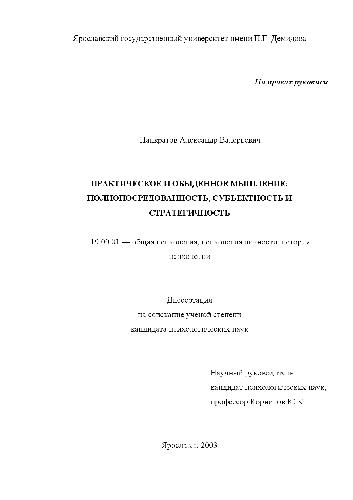 Ярославский государственный университет имени П.Г. Демидова
На правах рукописи
Панкратов Александр Валерьевич
ПРАКТИЧЕСКОЕ И ОБЫДЕННОЕ МЫШЛЕНИЕ:
ПОЛИОПОСРЕДОВАННОСТЬ, СУБЪЕКТНОСТЬ И
СТРАТЕГИЧНОСТЬ
19.00.01 — общая психология, психология личности, история
психологии
Диссертация
на соискание ученой степени
кандидата психологических наук
Научный руководитель
кандидат психологических наук,
профессор Корнилов Ю.К.
Ярославль, 2003